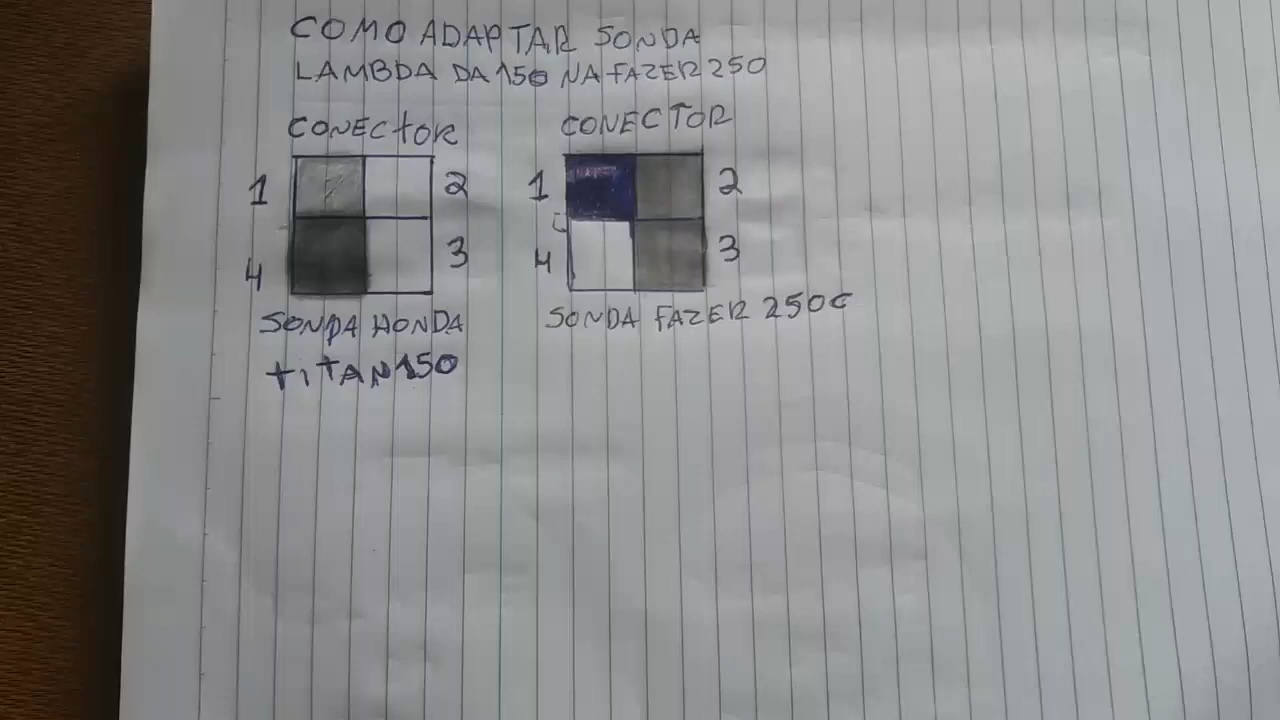 COMO ADAPTAR SONDA
LAMBDA DA 150 NA FAZER 250
CONECTOR
CONECTOR
1
2
1
2
4
3
4
3
SONDA HONDA
TITAN 150
SONDA FAZER 250C